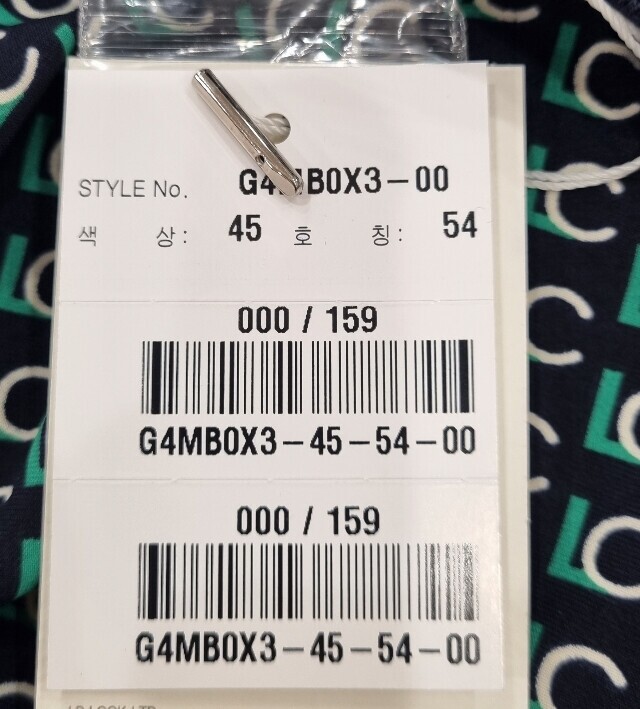 STYLE No. G4MB0X3-00
색 상: 45 호 칭: 54
000 / 159
G4MB0X3-45-54-00
000 / 159
G4MB0X3-45-54-00